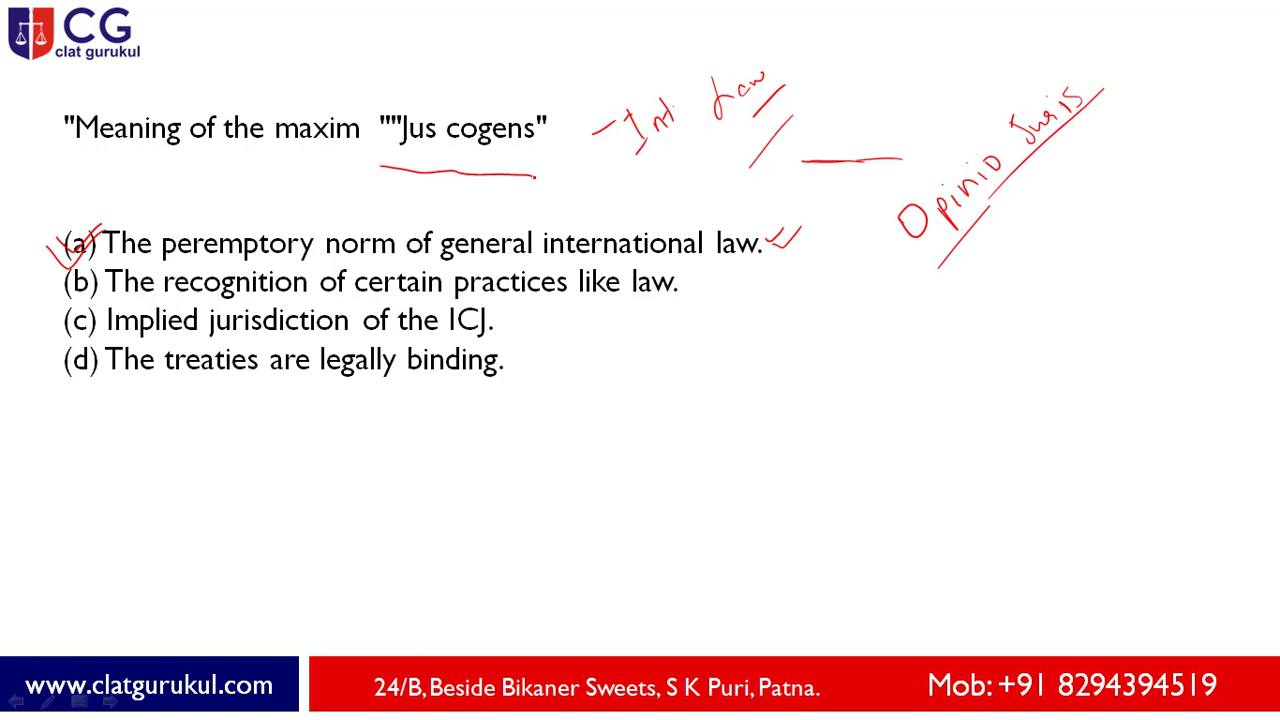 CG
clat gurukul
"Meaning of the maxim ""Jus cogens"
- Int Law
Opinio Juris
(a) The peremptory norm of general international law.
(b) The recognition of certain practices like law.
(c) Implied jurisdiction of the ICJ.
(d) The treaties are legally binding.
www.clatgurukul.com
24/B, Beside Bikaner Sweets, S K Puri, Patna.
Mob: +91 8294394519